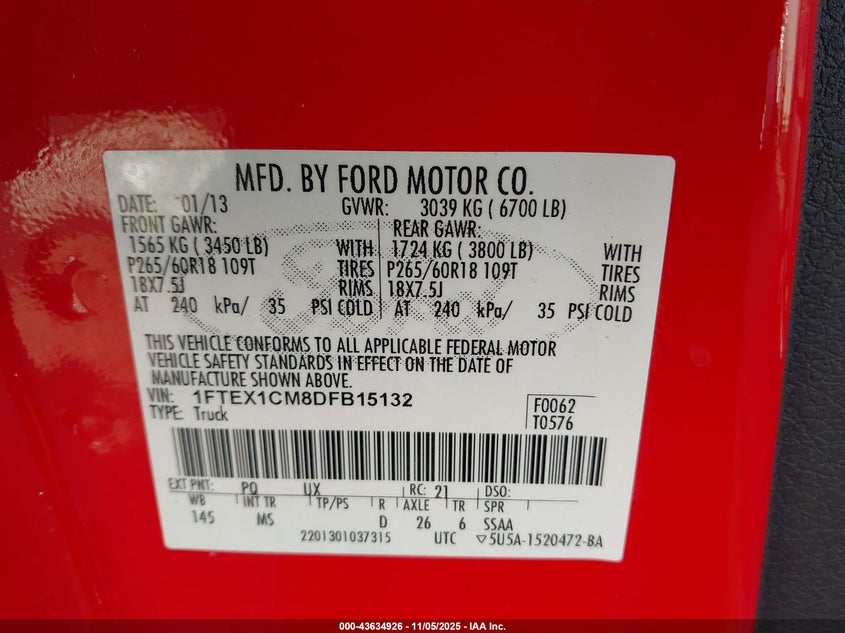 MFD. BY FORD MOTOR CO.
DATE: 01/13 GVWR: 3039 KG ( 6700 LB)
FRONT GAWR: REAR GAWR:
1565 KG ( 3450 LB) WITH 1724 KG ( 3800 LB) WITH
P265/60R18 109T TIRES P265/60R18 109T TIRES
18X7.5J RIMS 18X7.5J RIMS
AT 240 kPa/ 35 PSI COLD AT 240 kPa/ 35 PSI COLD
THIS VEHICLE CONFORMS TO ALL APPLICABLE FEDERAL MOTOR
VEHICLE SAFETY STANDARDS IN EFFECT ON THE DATE OF
MANUFACTURE SHOWN ABOVE.
VIN: 1FTEX1CM8DFB15132 F0062
TYPE: Truck T0576
EXT PNT: PQ UX RC: 21 DSO:
WB INT TR TP/PS R AXLE TR SPR
145 MS D 26 6 SSAA
2201301037315 UTC ▽5U5A-1520472-BA
000-43634926 - 11/05/2025 - IAA Inc.